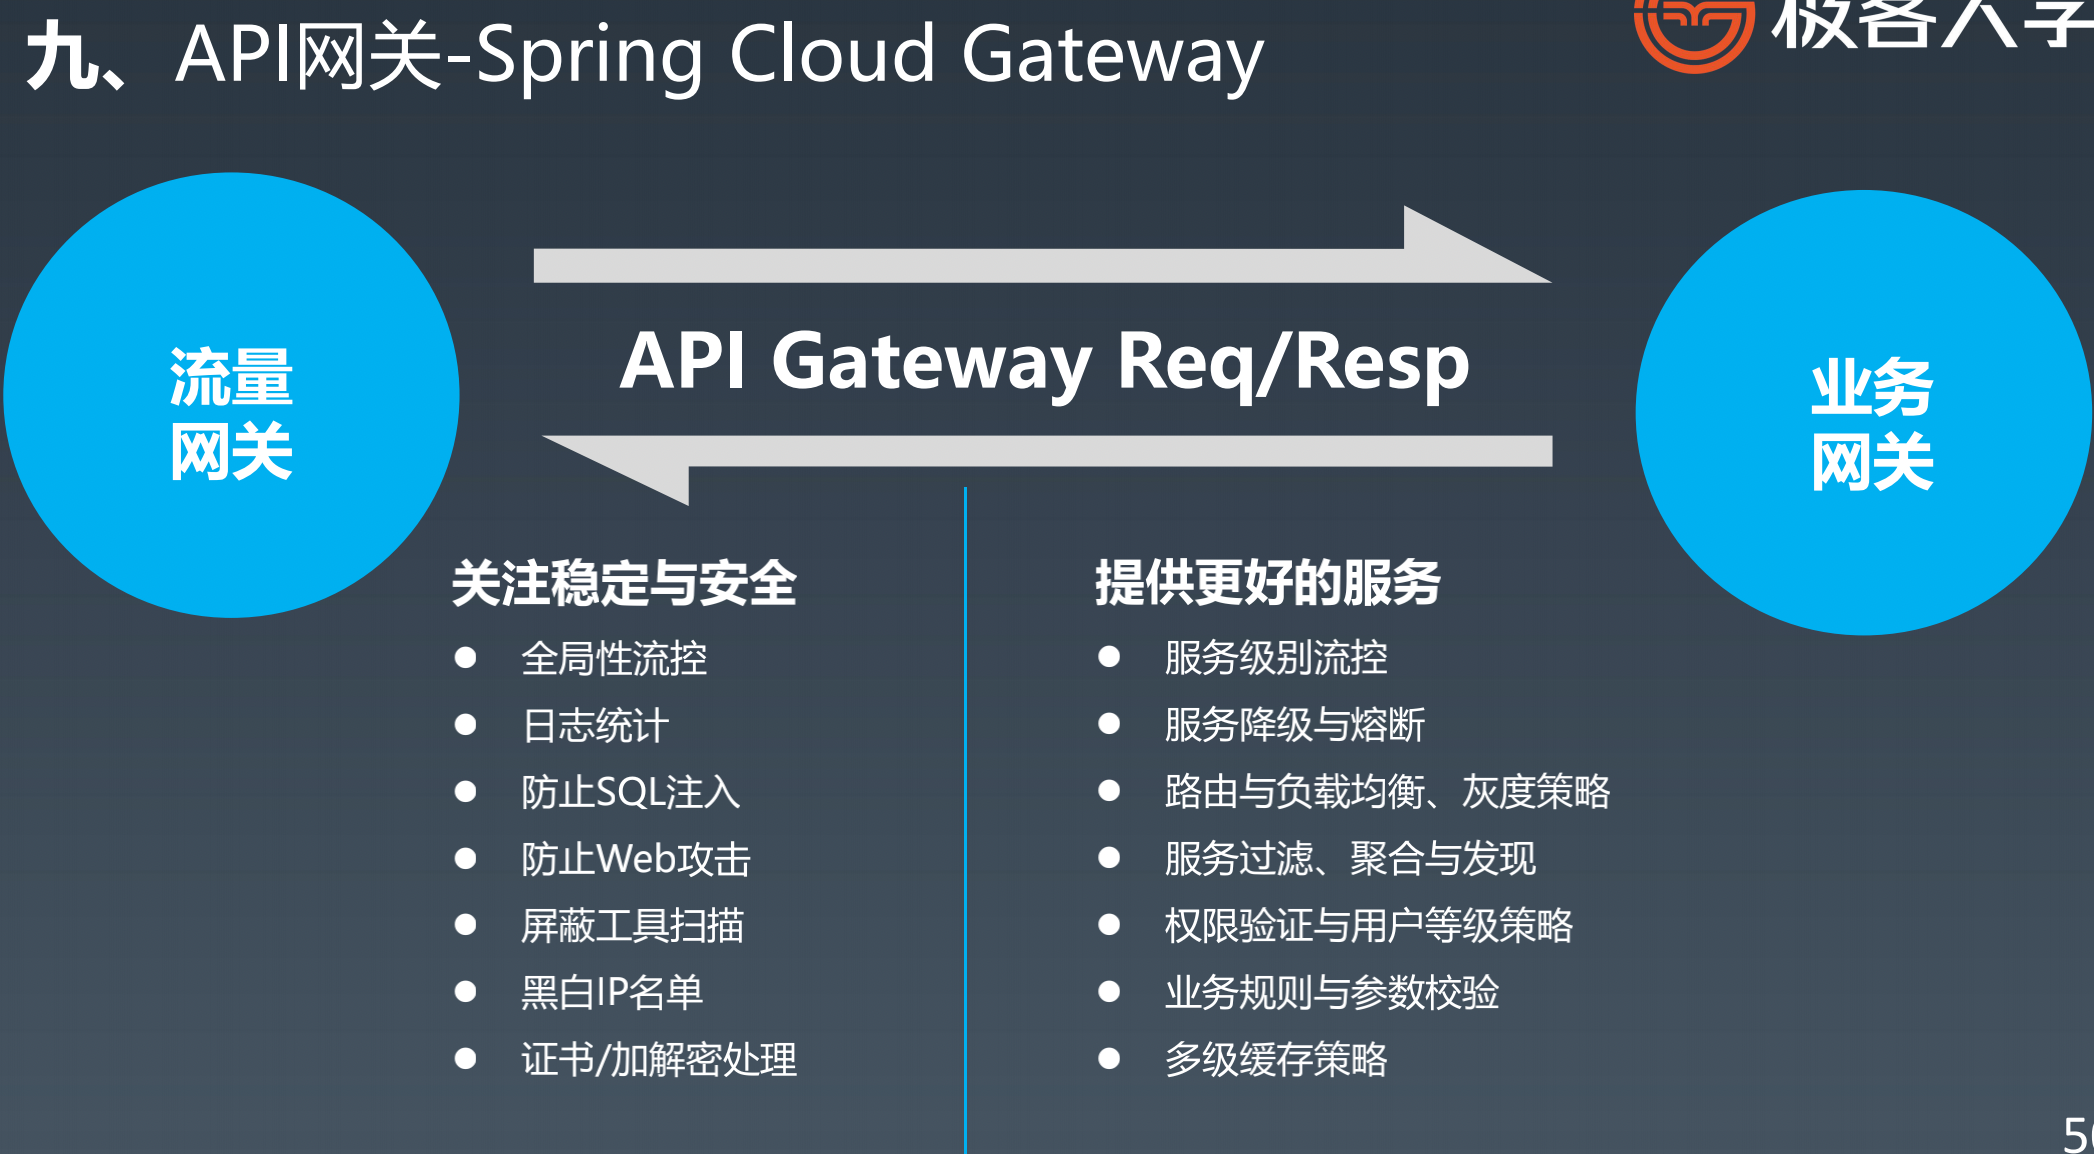 九、API网关-Spring Cloud Gateway
流量
网关
API Gateway Req/Resp
业务
网关
关注稳定与安全
全局性流控
日志统计
防止SQL注入
防止Web攻击
屏蔽工具扫描
黑白IP名单
证书/加解密处理
提供更好的服务
服务级别流控
服务降级与熔断
路由与负载均衡、灰度策略
服务过滤、聚合与发现
权限验证与用户等级策略
业务规则与参数校验
多级缓存策略